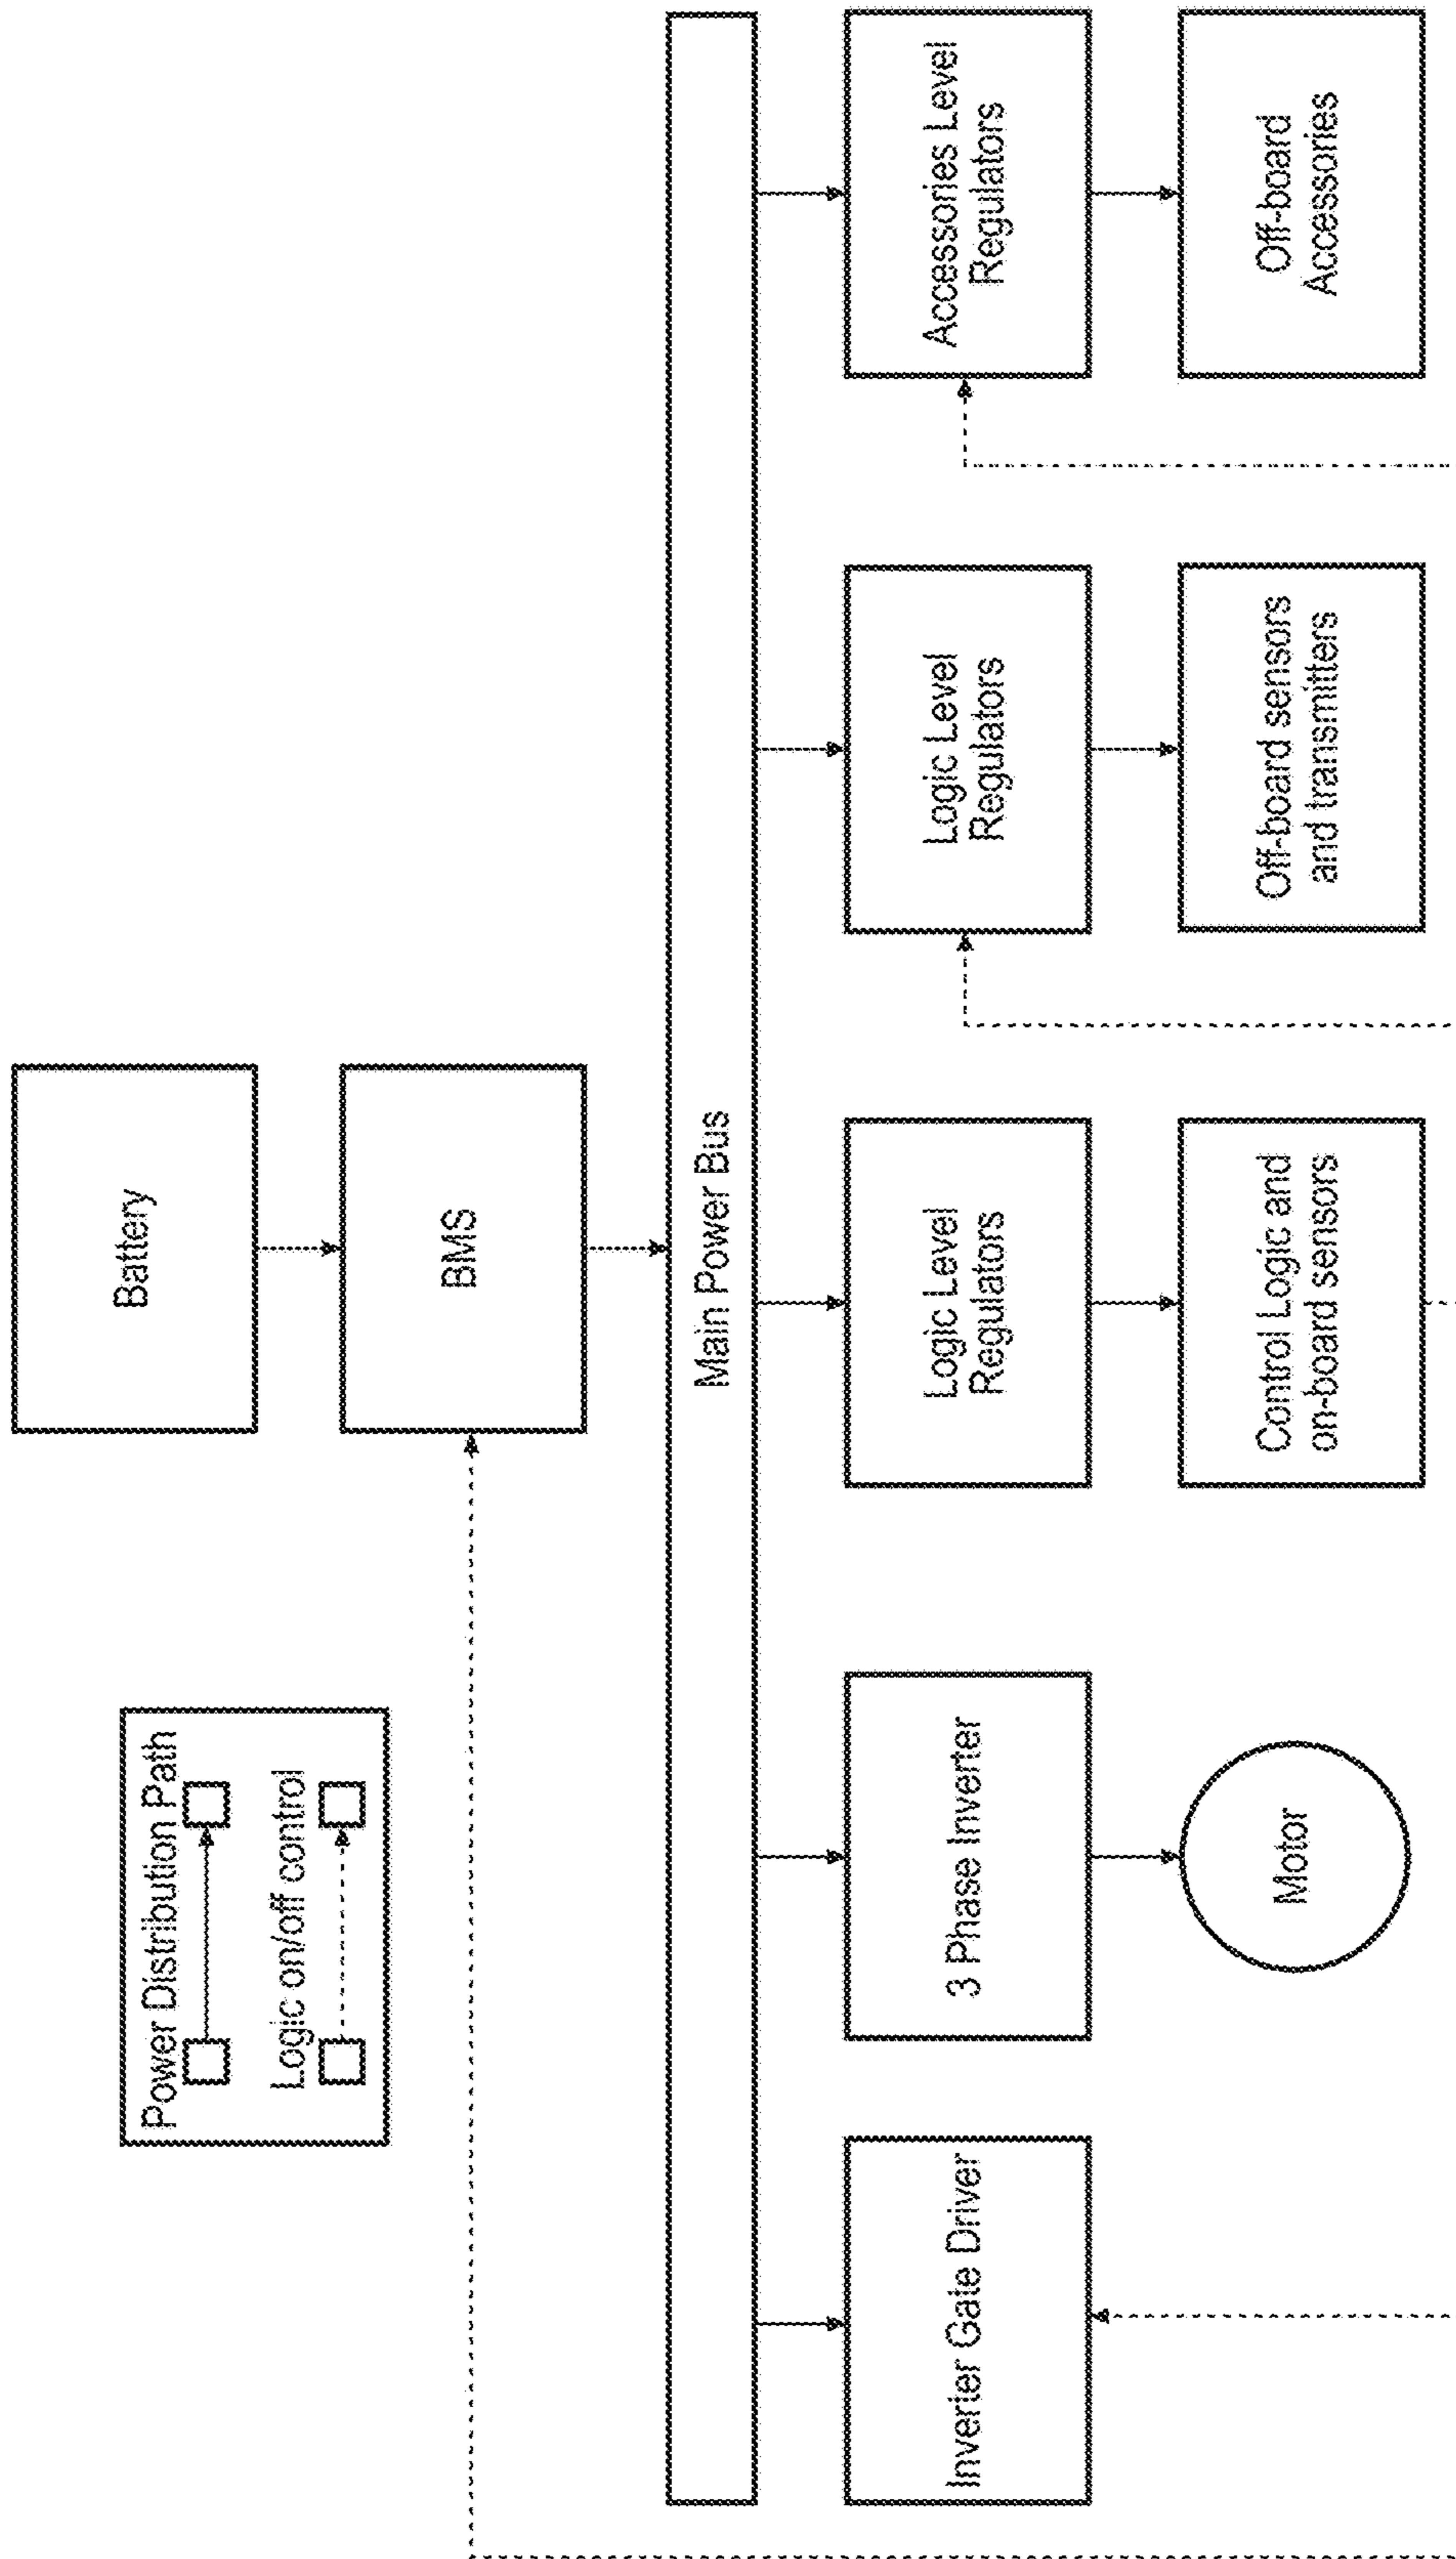 Power Distribution Path
Logic on/off control
Battery
BMS
Main Power Bus
Inverter Gate Driver
3 Phase Inverter
Logic Level
Regulators
Logic Level
Regulators
Accessories Level
Regulators
Motor
Control Logic and
on-board sensors
Off-board sensors
and transmitters
Off-board
Accessories